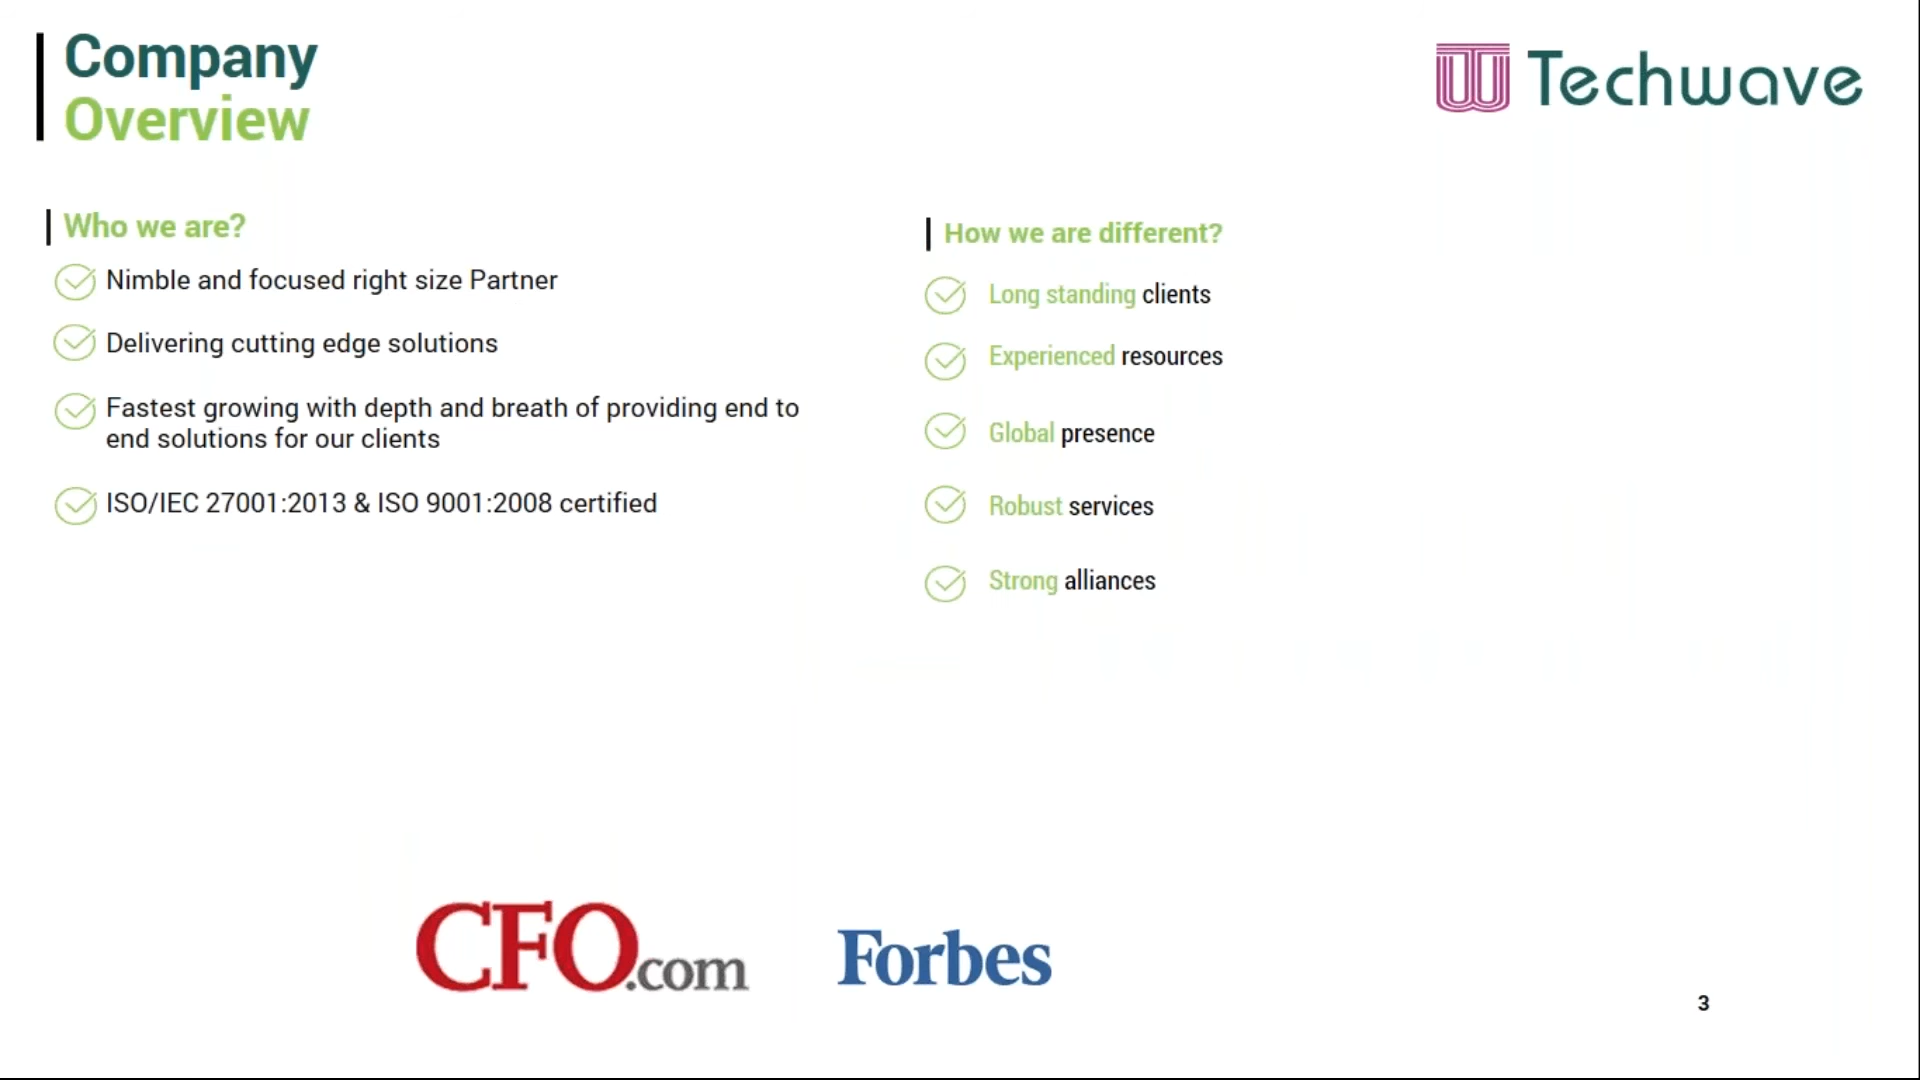 Company
Overview
Techwave
Who we are?
Nimble and focused right size Partner
Delivering cutting edge solutions
Fastest growing with depth and breath of providing end to
end solutions for our clients
ISO/IEC 27001:2013 & ISO 9001:2008 certified
How we are different?
Long standing clients
Experienced resources
Global presence
Robust services
Strong alliances
CFO.com
Forbes
3